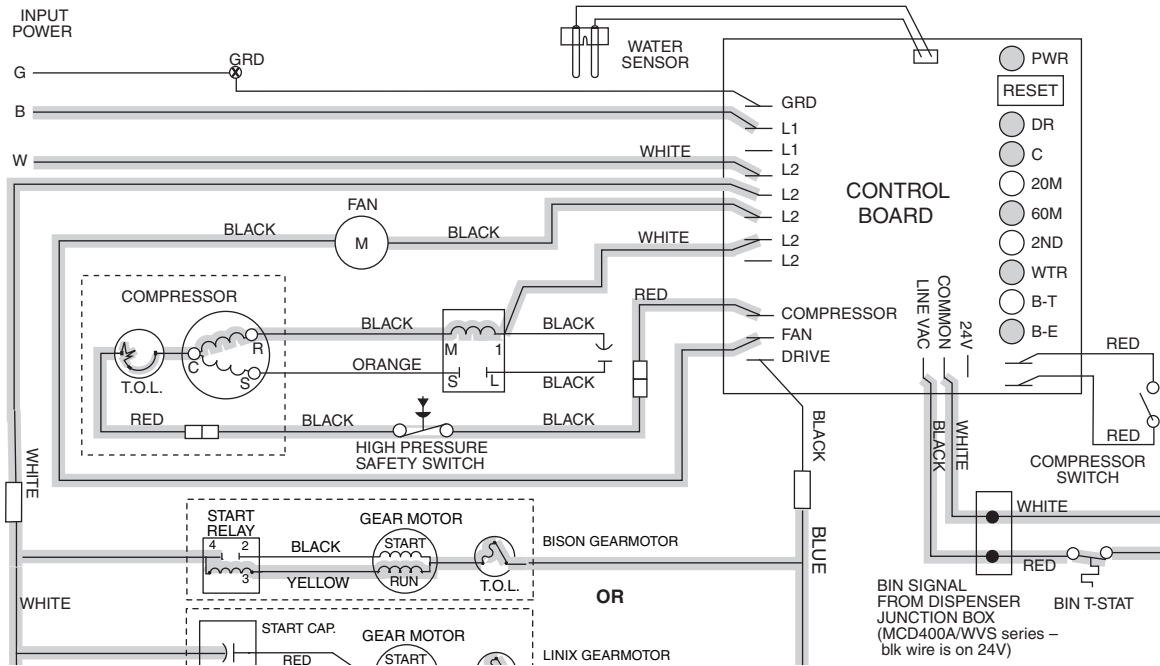 INPUT
POWER
G
GRD
B
W
WATER
SENSOR
WHITE
GRD
L1
L1
L2
L2
L2
L2
L2
COMPRESSOR
FAN
DRIVE
CONTROL
BOARD
PWR
RESET
DR
C
20M
60M
2ND
WTR
B-T
B-E
LINE VAC
COMMON
24V
FAN
M
BLACK
BLACK
WHITE
COMPRESSOR
T.O.L.
C
R
S
BLACK
ORANGE
M
1
S
L
BLACK
BLACK
RED
RED
BLACK
BLACK
HIGH PRESSURE
SAFETY SWITCH
RED
RED
COMPRESSOR
SWITCH
BLACK
WHITE
BLACK
BLUE
WHITE
WHITE
START
RELAY
4
2
3
BLACK
YELLOW
GEAR MOTOR
START
RUN
T.O.L.
BISON GEARMOTOR
OR
WHITE
RED
BIN SIGNAL
FROM DISPENSER
JUNCTION BOX
(MCD400A/WVS series –
blk wire is on 24V)
BIN T-STAT
START CAP.
RED
GEAR MOTOR
START
LINIX GEARMOTOR